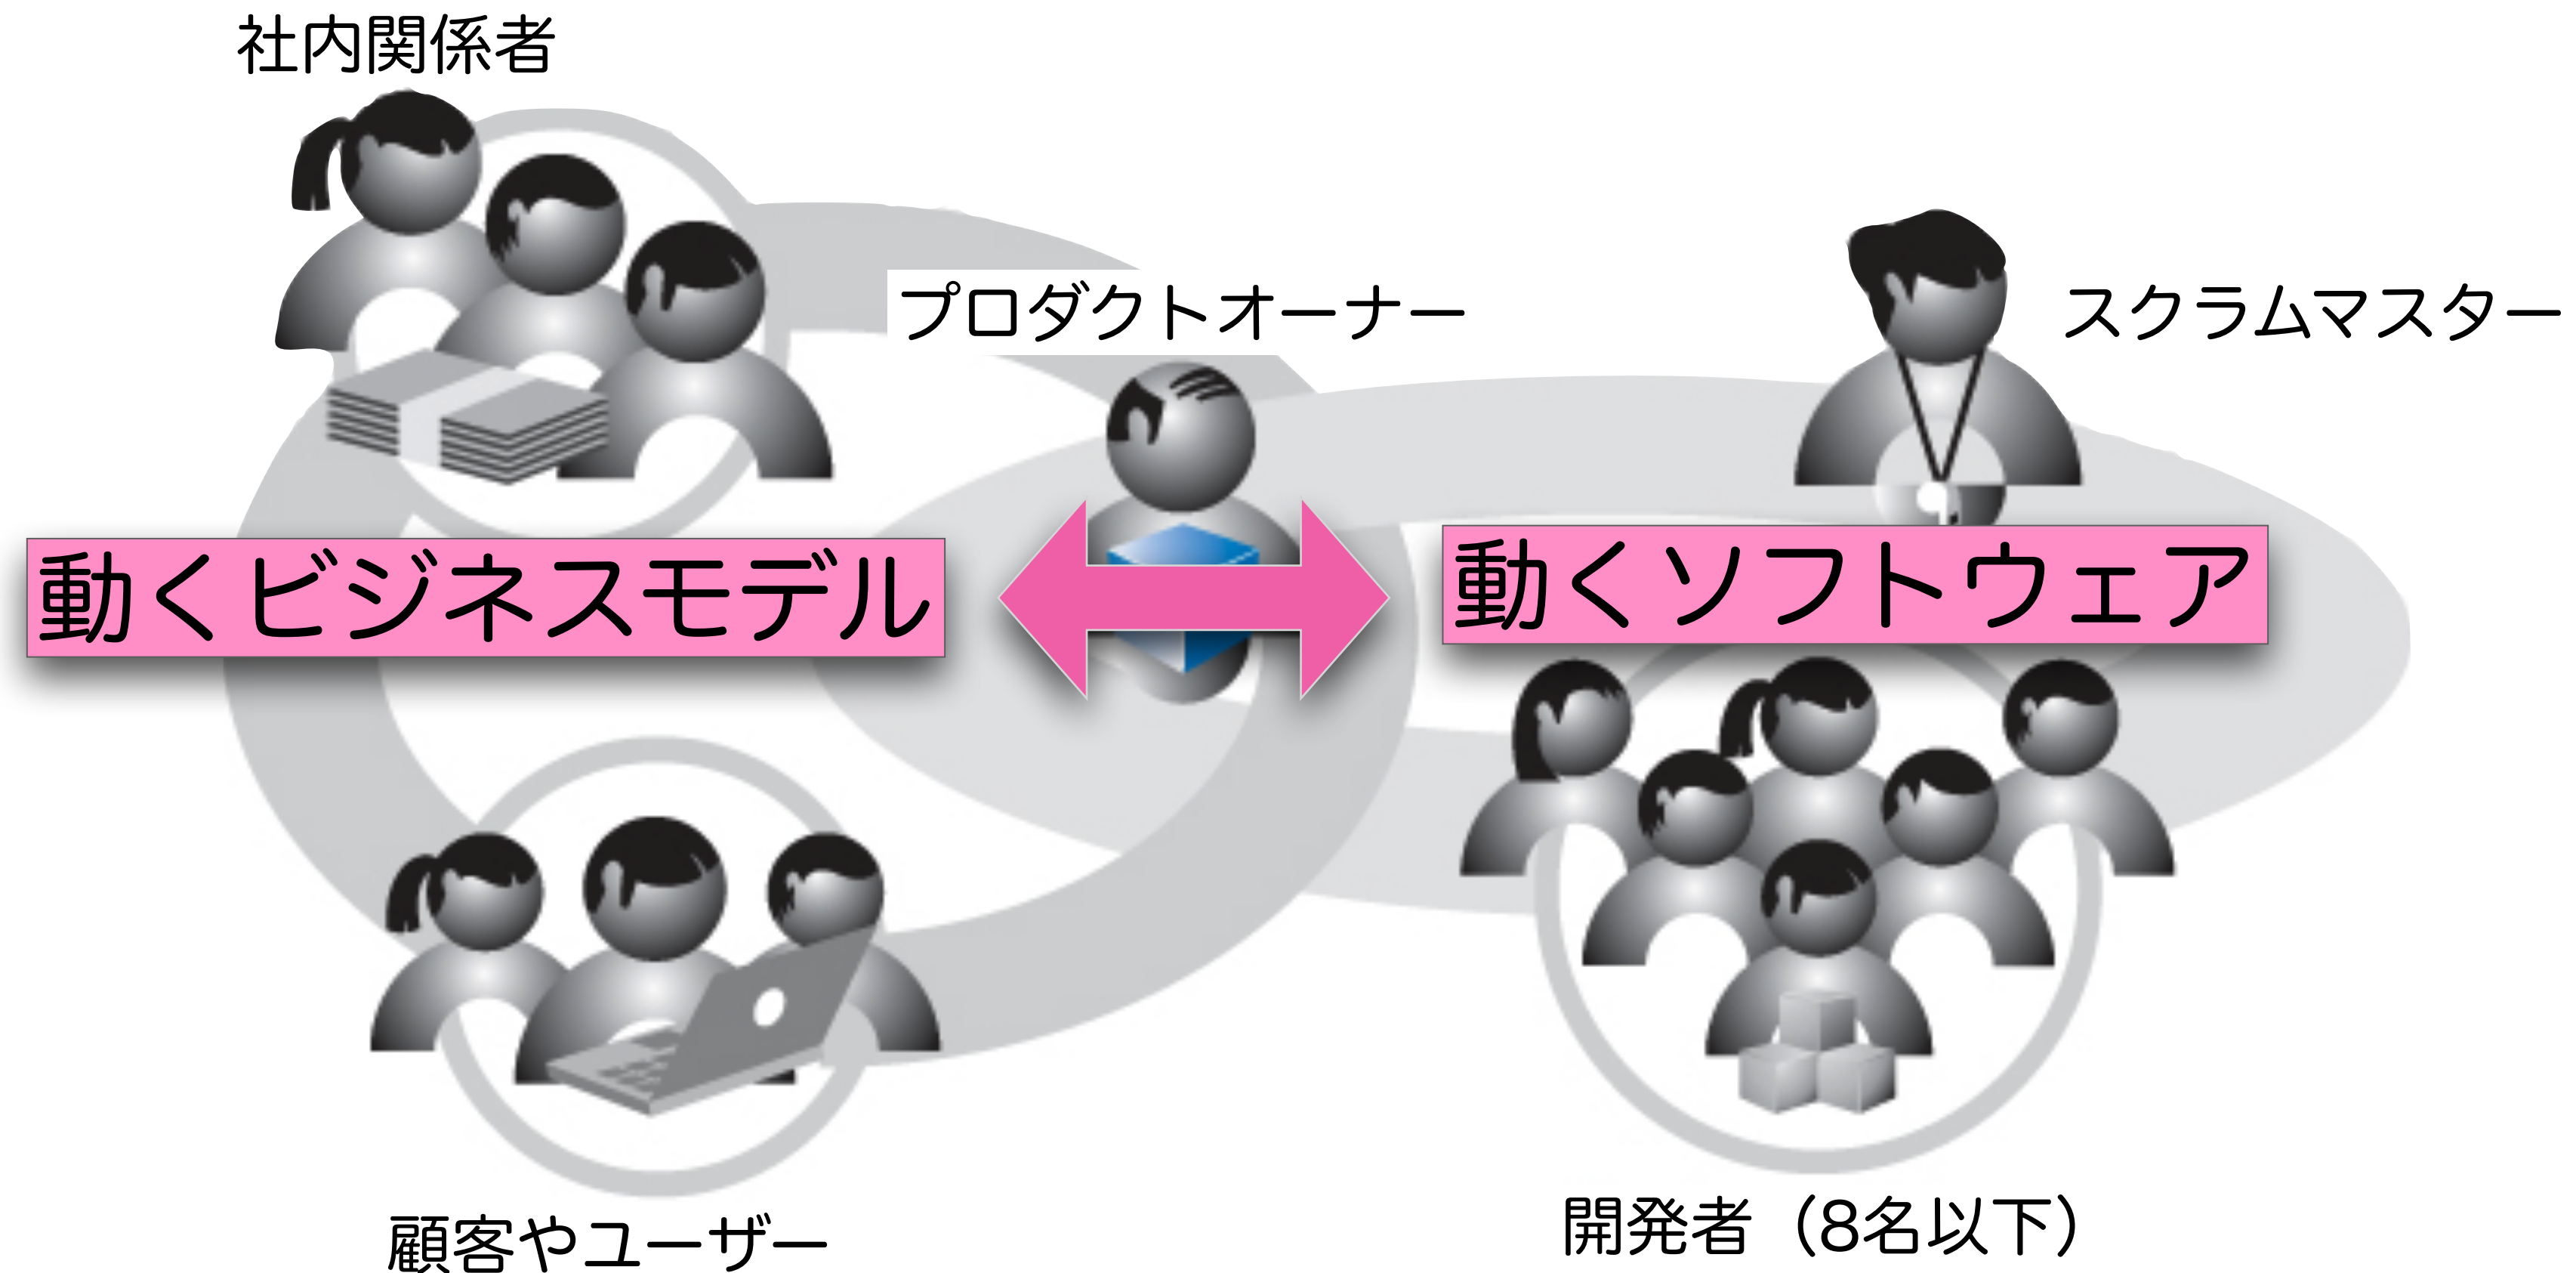 社内関係者
プロダクトオーナー
スクラムマスター
動くビジネスモデル
動くソフトウェア
顧客やユーザー
開発者（8名以下）